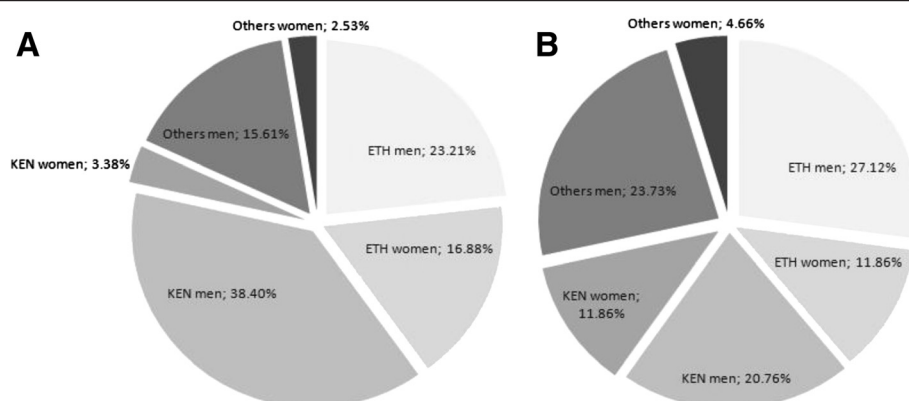 A
Others women; 2.53%
ETH men; 23.21%
ETH women; 16.88%
KEN men; 38.40%
KEN women; 3.38%
Others men; 15.61%
B
Others women; 4.66%
ETH men; 27.12%
ETH women; 11.86%
KEN men; 20.76%
KEN women;
11.86%
Others men; 23.73%